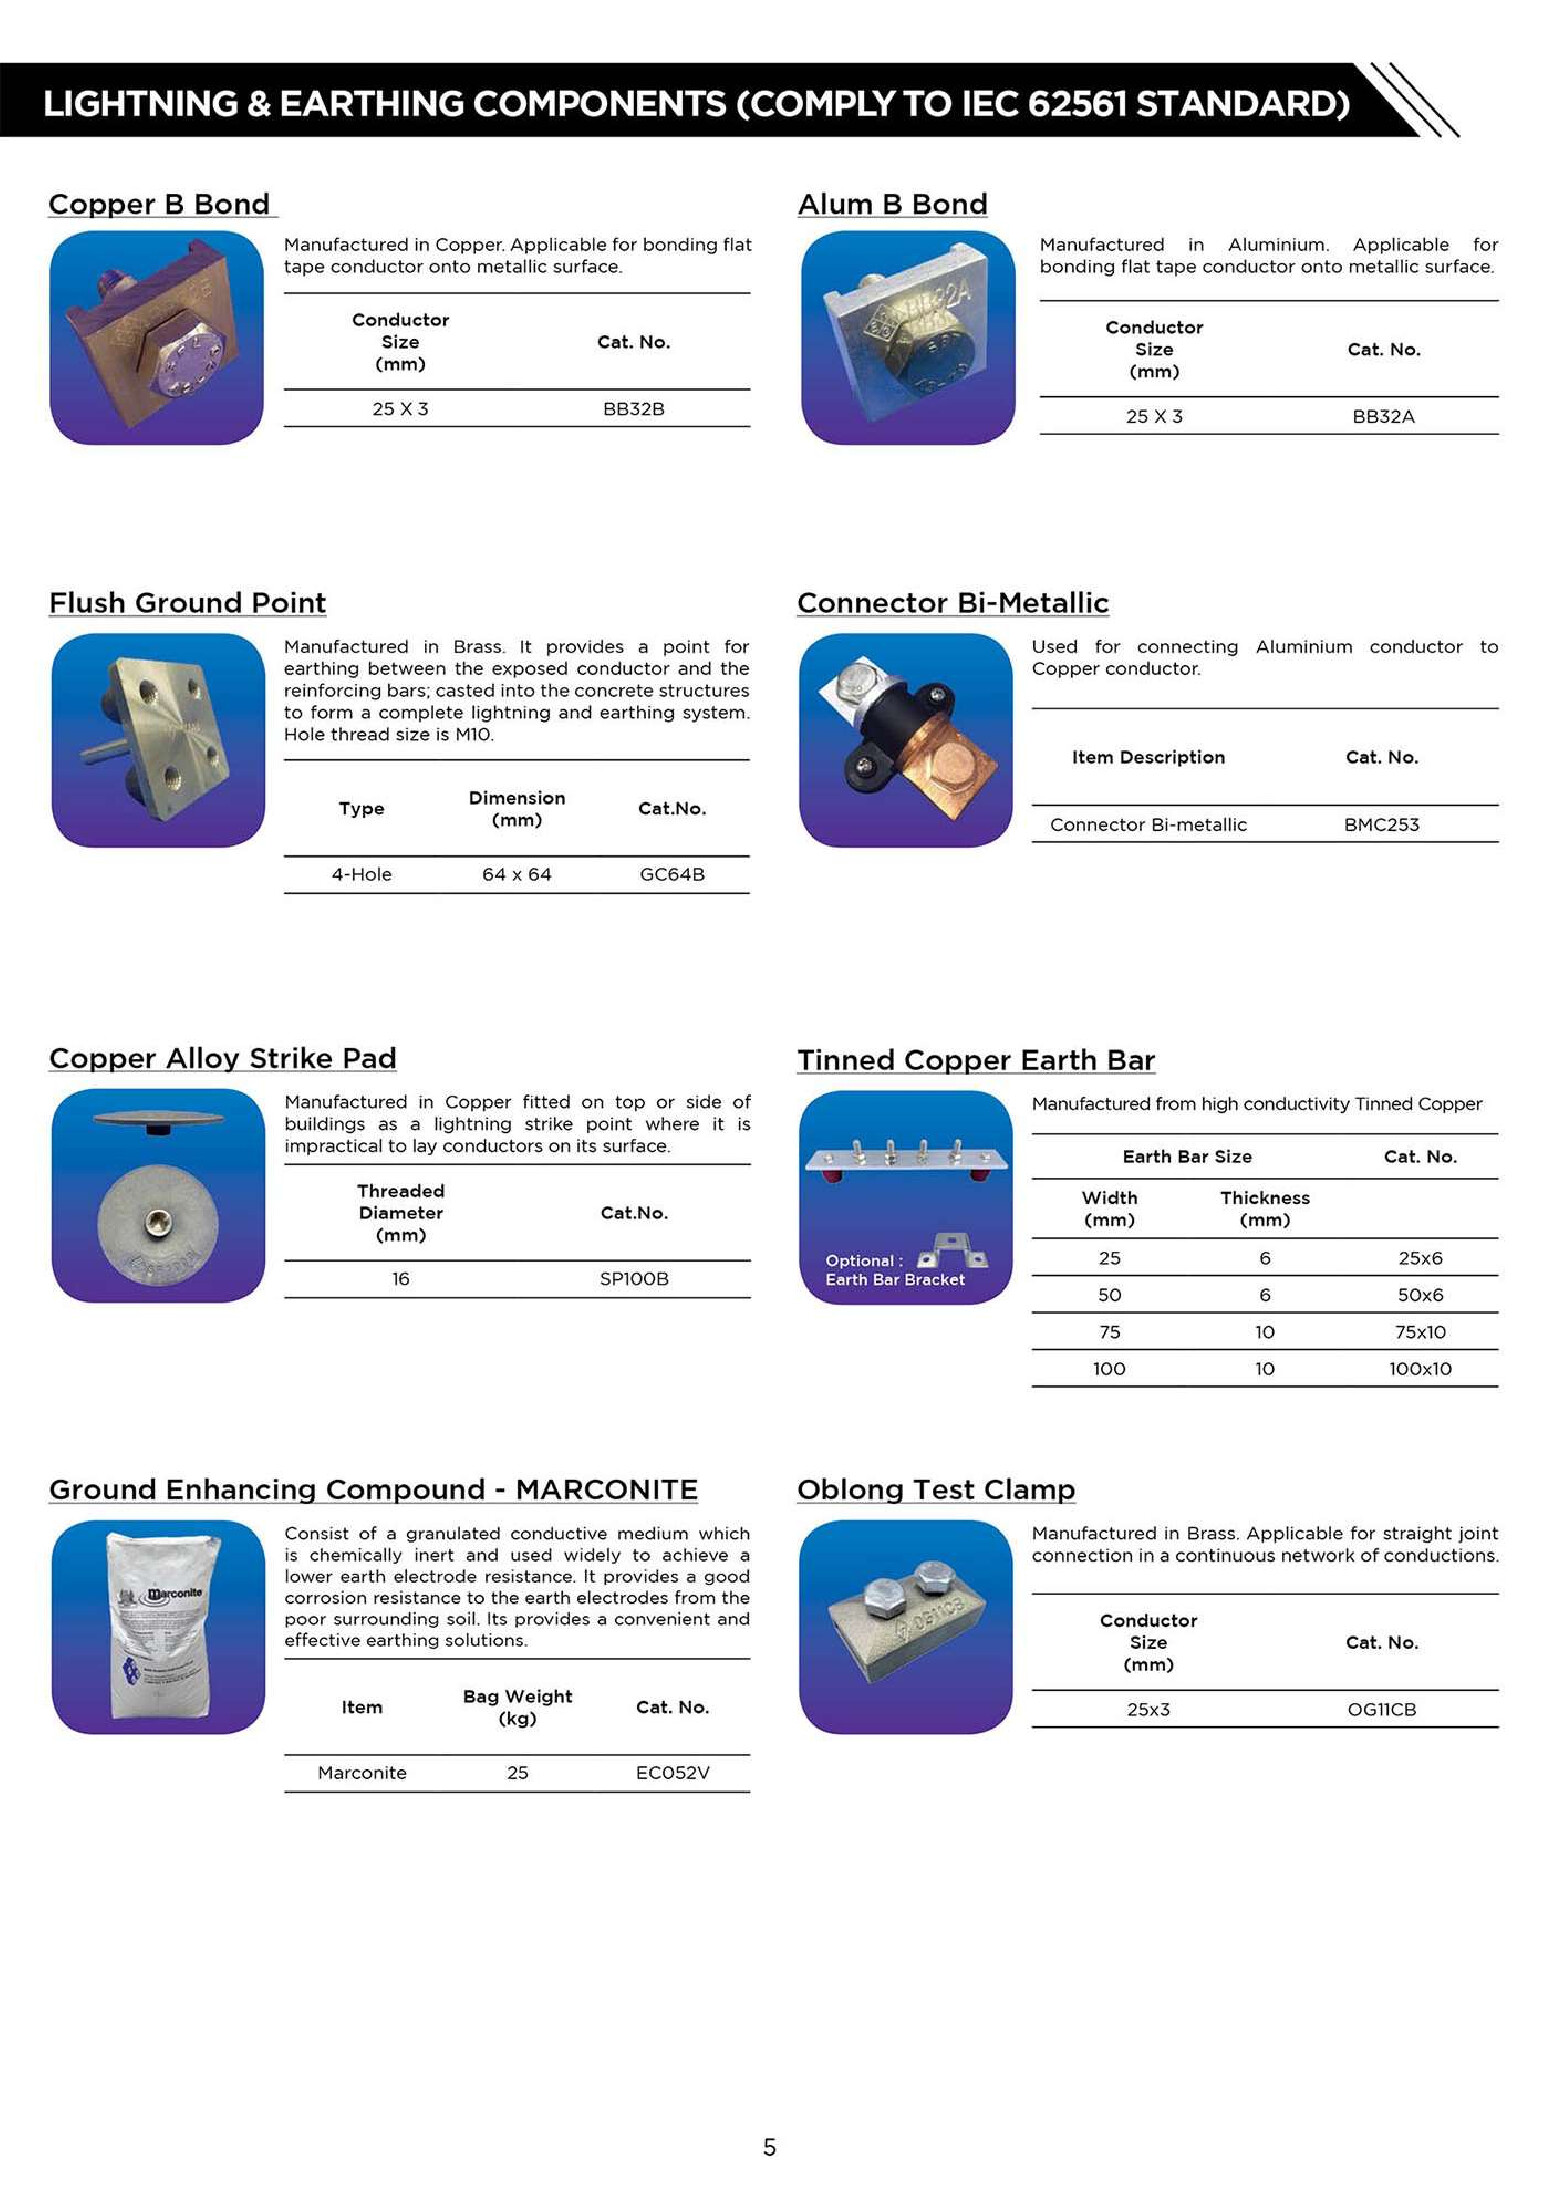 LIGHTNING & EARTHING COMPONENTS (COMPLY TO IEC 62561 STANDARD)
Copper B Bond
Manufactured in Copper. Applicable for bonding flat
tape conductor onto metallic surface.
Conductor
Size
(mm)
Cat. No.
25 X 3
BB32B
Alum B Bond
Manufactured in Aluminium. Applicable for
bonding flat tape conductor onto metallic surface.
Conductor
Size
(mm)
Cat. No.
25 X 3
BB32A
Flush Ground Point
Manufactured in Brass. It provides a point for
earthing between the exposed conductor and the
reinforcing bars; casted into the concrete structures
to form a complete lightning and earthing system.
Hole thread size is M10.
Type
Dimension
(mm)
Cat.No.
4-Hole
64 x 64
GC64B
Connector Bi-Metallic
Used for connecting Aluminium conductor to
Copper conductor.
Item Description
Cat. No.
Connector Bi-metallic
BMC253
Copper Alloy Strike Pad
Manufactured in Copper fitted on top or side of
buildings as a lightning strike point where it is
impractical to lay conductors on its surface.
Threaded
Diameter
(mm)
Cat.No.
16
SP100B
Tinned Copper Earth Bar
Optional :
Earth Bar Bracket
Manufactured from high conductivity Tinned Copper
Earth Bar Size
Cat. No.
Width
(mm)
Thickness
(mm)
25 6 25x6
50 6 50x6
75 10 75x10
100 10 100x10
Ground Enhancing Compound - MARCONITE
marconite
Consist of a granulated conductive medium which
is chemically inert and used widely to achieve a
lower earth electrode resistance. It provides a good
corrosion resistance to the earth electrodes from the
poor surrounding soil. Its provides a convenient and
effective earthing solutions.
Item
Bag Weight
(kg)
Cat. No.
Marconite
25
EC052V
Oblong Test Clamp
OG11CB
Manufactured in Brass. Applicable for straight joint
connection in a continuous network of conductions.
Conductor
Size
(mm)
Cat. No.
25x3
OG11CB
5